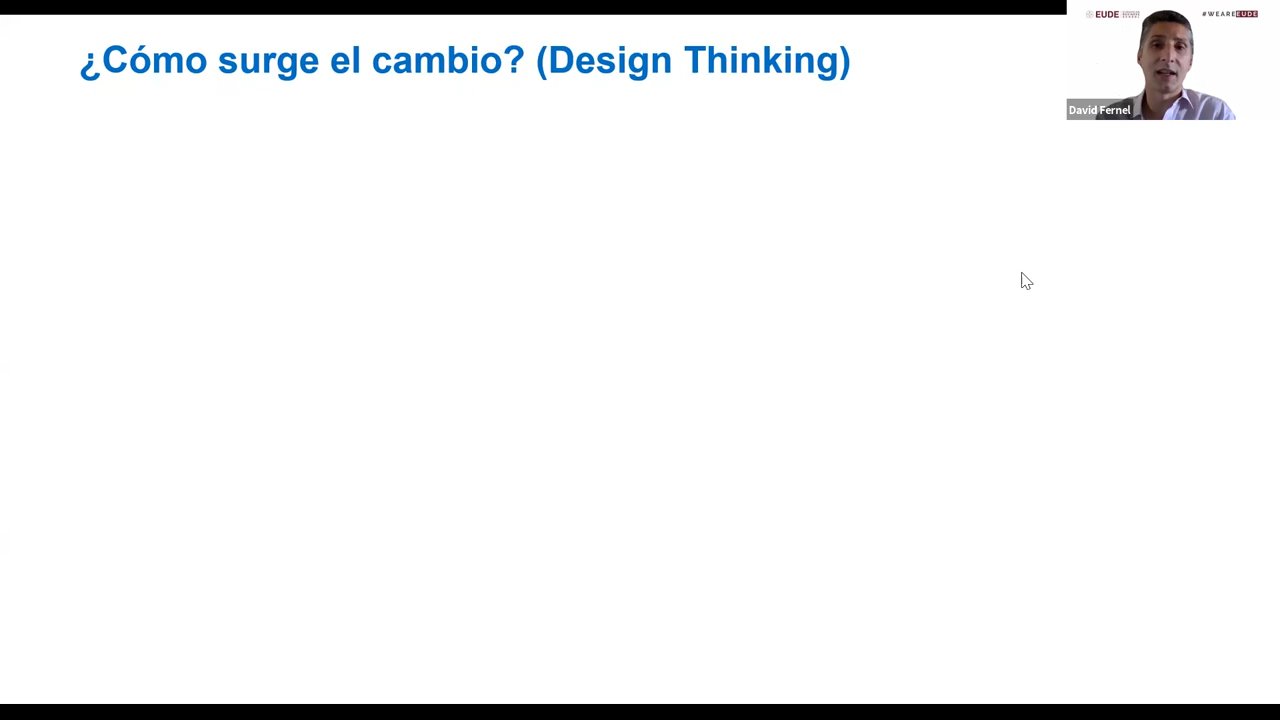 ¿Cómo surge el cambio? (Design Thinking)
EUDE
#WEAREEUDE
David Fernel